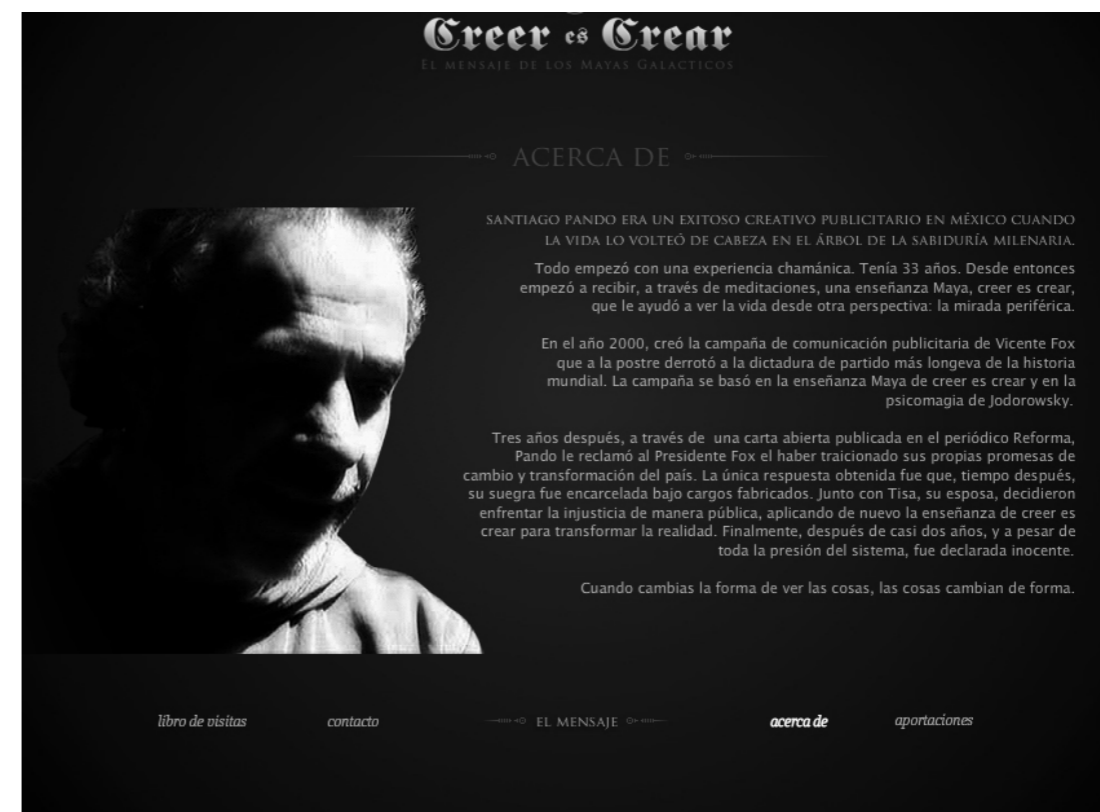 Creer es Crear
El mensaje de los Mayas Galacticos
ACERCA DE
SANTIAGO PANDO ERA UN EXITOSO CREATIVO PUBLICITARIO EN MÉXICO CUANDO
LA VIDA LO VOLTEÓ DE CABEZA EN EL ÁRBOL DE LA SABIDURÍA MILENARIA.
Todo empezó con una experiencia chamánica. Tenía 33 años. Desde entonces
empezó a recibir, a través de meditaciones, una enseñanza Maya, creer es crear,
que le ayudó a ver la vida desde otra perspectiva: la mirada periférica.
En el año 2000, creó la campaña de comunicación publicitaria de Vicente Fox
que a la postre derrotó a la dictadura de partido más longeva de la historia
mundial. La campaña se basó en la enseñanza Maya de creer es crear y en la
psicomagia de Jodorowsky.
Tres años después, a través de  una carta abierta publicada en el periódico Reforma,
Pando le reclamó al Presidente Fox el haber traicionado sus propias promesas de
cambio y transformación del país. La única respuesta obtenida fue que, tiempo después,
su suegra fue encarcelada bajo cargos fabricados. Junto con Tisa, su esposa, decidieron
enfrentar la injusticia de manera pública, aplicando de nuevo la enseñanza de creer es
crear para transformar la realidad. Finalmente, después de casi dos años, y a pesar de
toda la presión del sistema, fue declarada inocente.
Cuando cambias la forma de ver las cosas, las cosas cambian de forma.
libro de visitas contacto EL MENSAJE acerca de aportaciones